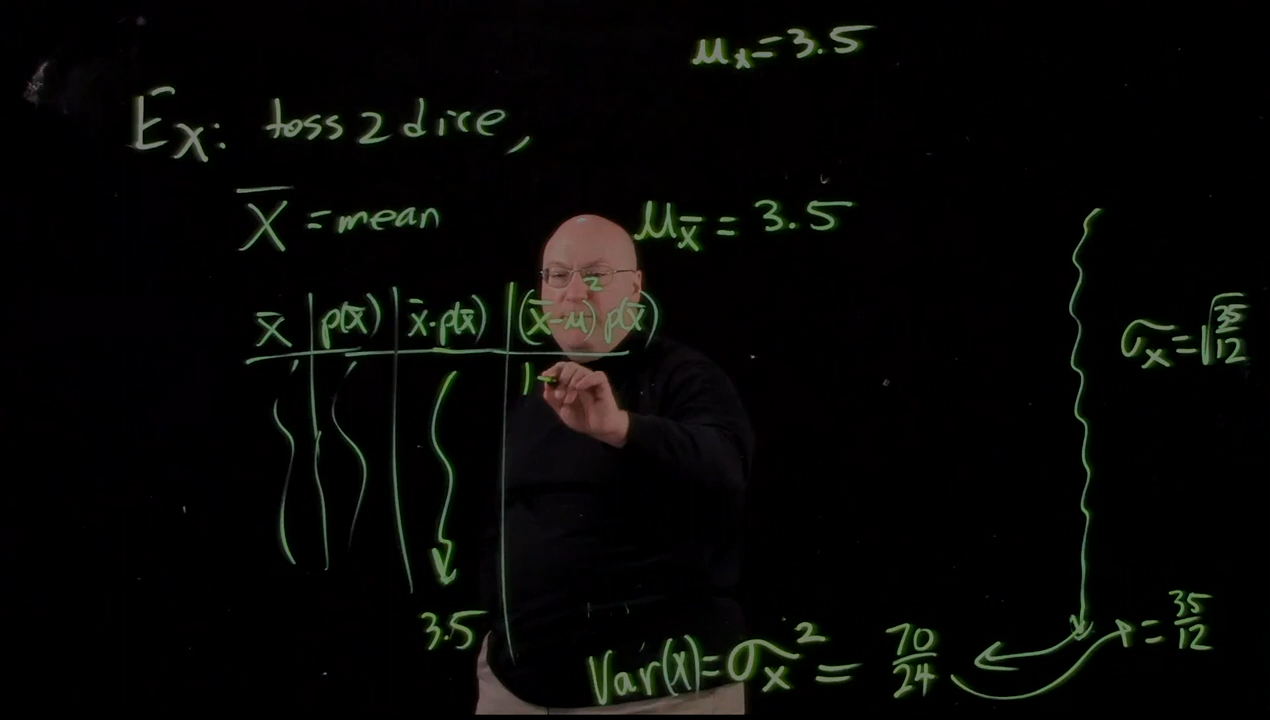 μₓ = 3.5
Ex: toss 2 dice,
X̄ = mean
μ_x̄ = 3.5
x̄ | p(x̄) | x̄·p(x̄) | (x̄-μ)² p(x̄)
1-
σₓ = √(35/12)
3.5
Var(x) = σₓ² = 70/24 = 35/12